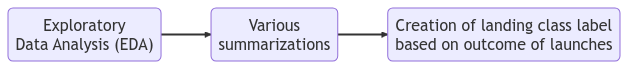 Exploratory
Data Analysis (EDA)
Various
summarizations
Creation of landing class label
based on outcome of launches